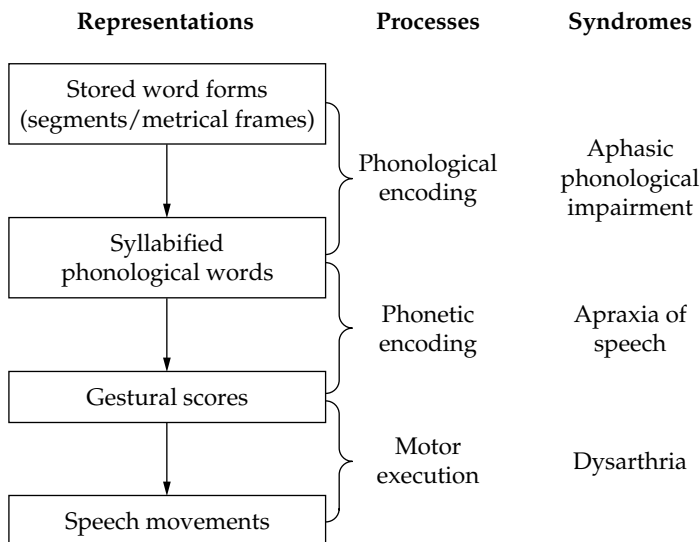 Representations
Processes
Syndromes
Stored word forms
(segments/metrical frames)
Phonological
encoding
Aphasic
phonological
impairment
Syllabified
phonological words
Phonetic
encoding
Apraxia of
speech
Gestural scores
Motor
execution
Dysarthria
Speech movements